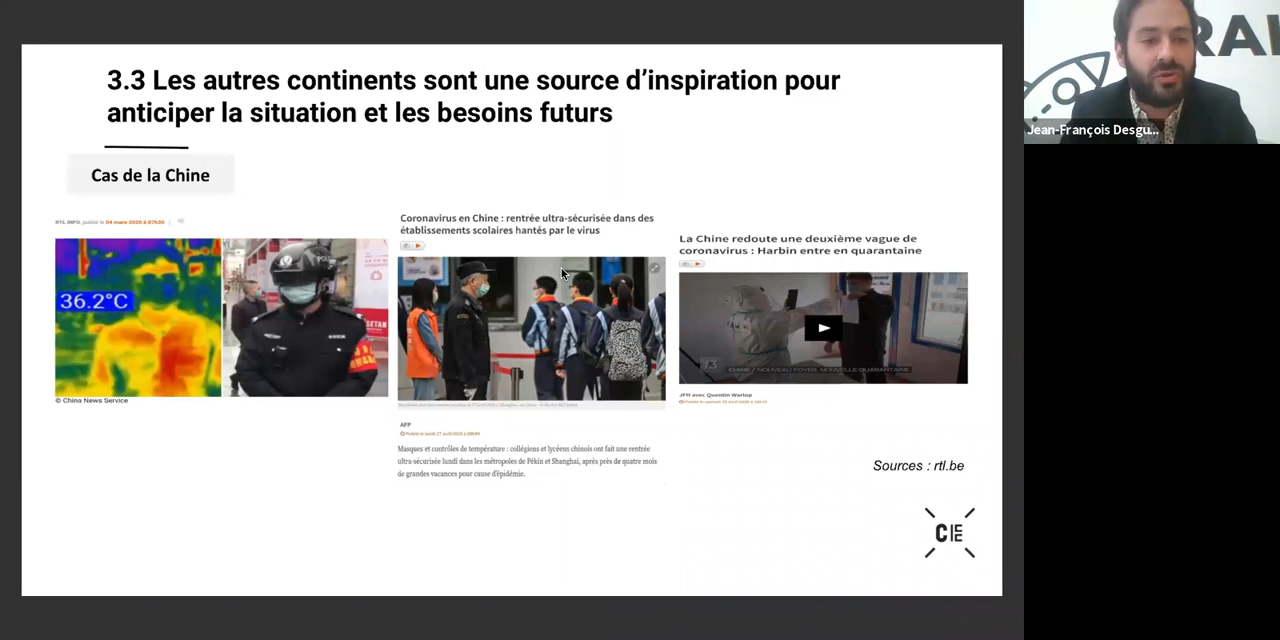 3.3 Les autres continents sont une source d’inspiration pour
anticiper la situation et les besoins futurs
Cas de la Chine
RTL INFO, publié le 04 mars 2020 à 07h30
36.2°C
© China News Service
Coronavirus en Chine : rentrée ultra-sécurisée dans des
établissements scolaires hantés par le virus
AFP
Publié le lundi 27 avril 2020 à
Masques et contrôles de température : collégiens et lycéens chinois ont fait une rentrée
ultra-sécurisée lundi dans les métropoles de Pékin et Shanghai, après près de quatre mois
de grandes vacances pour cause d'épidémie.
La Chine redoute une deuxième vague de
coronavirus : Harbin entre en quarantaine
CHINE / NOUVEAU FOYER, NOUVELLE QUARANTAINE
JFH avec Quentin Warlop
Publié le samedi avril 2020 à
Sources : rtl.be
CIEE
RAI
Jean-François Desgu...